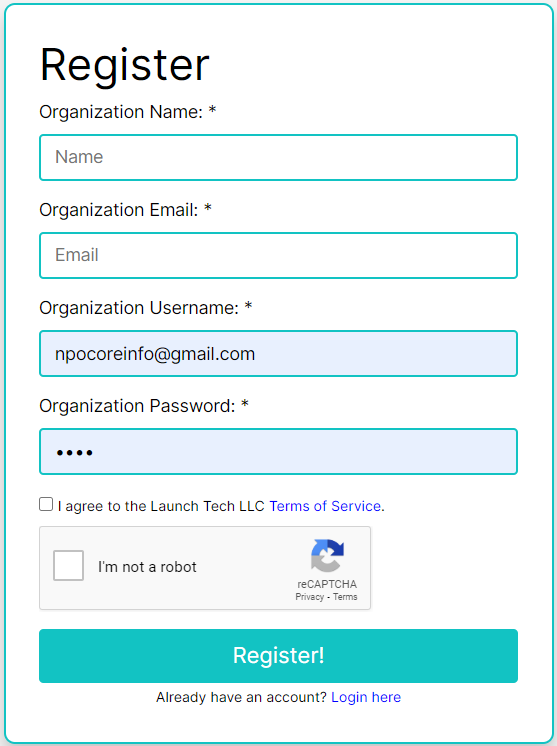 Register
Organization Name: *
Name
Organization Email: *
Email
Organization Username: *
npocoreinfo@gmail.com
Organization Password: *
••••
I agree to the Launch Tech LLC Terms of Service.
I'm not a robot
reCAPTCHA
Privacy - Terms
Register!
Already have an account? Login here